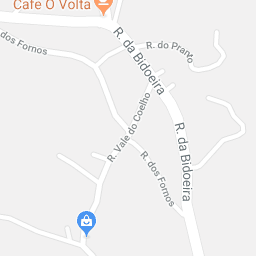 Cafe O Volta
R. da Bidoeira
R. do Prado
R. dos Fornos
R. Vale do Coelho
R. dos Fornos
R. da Bidoeira